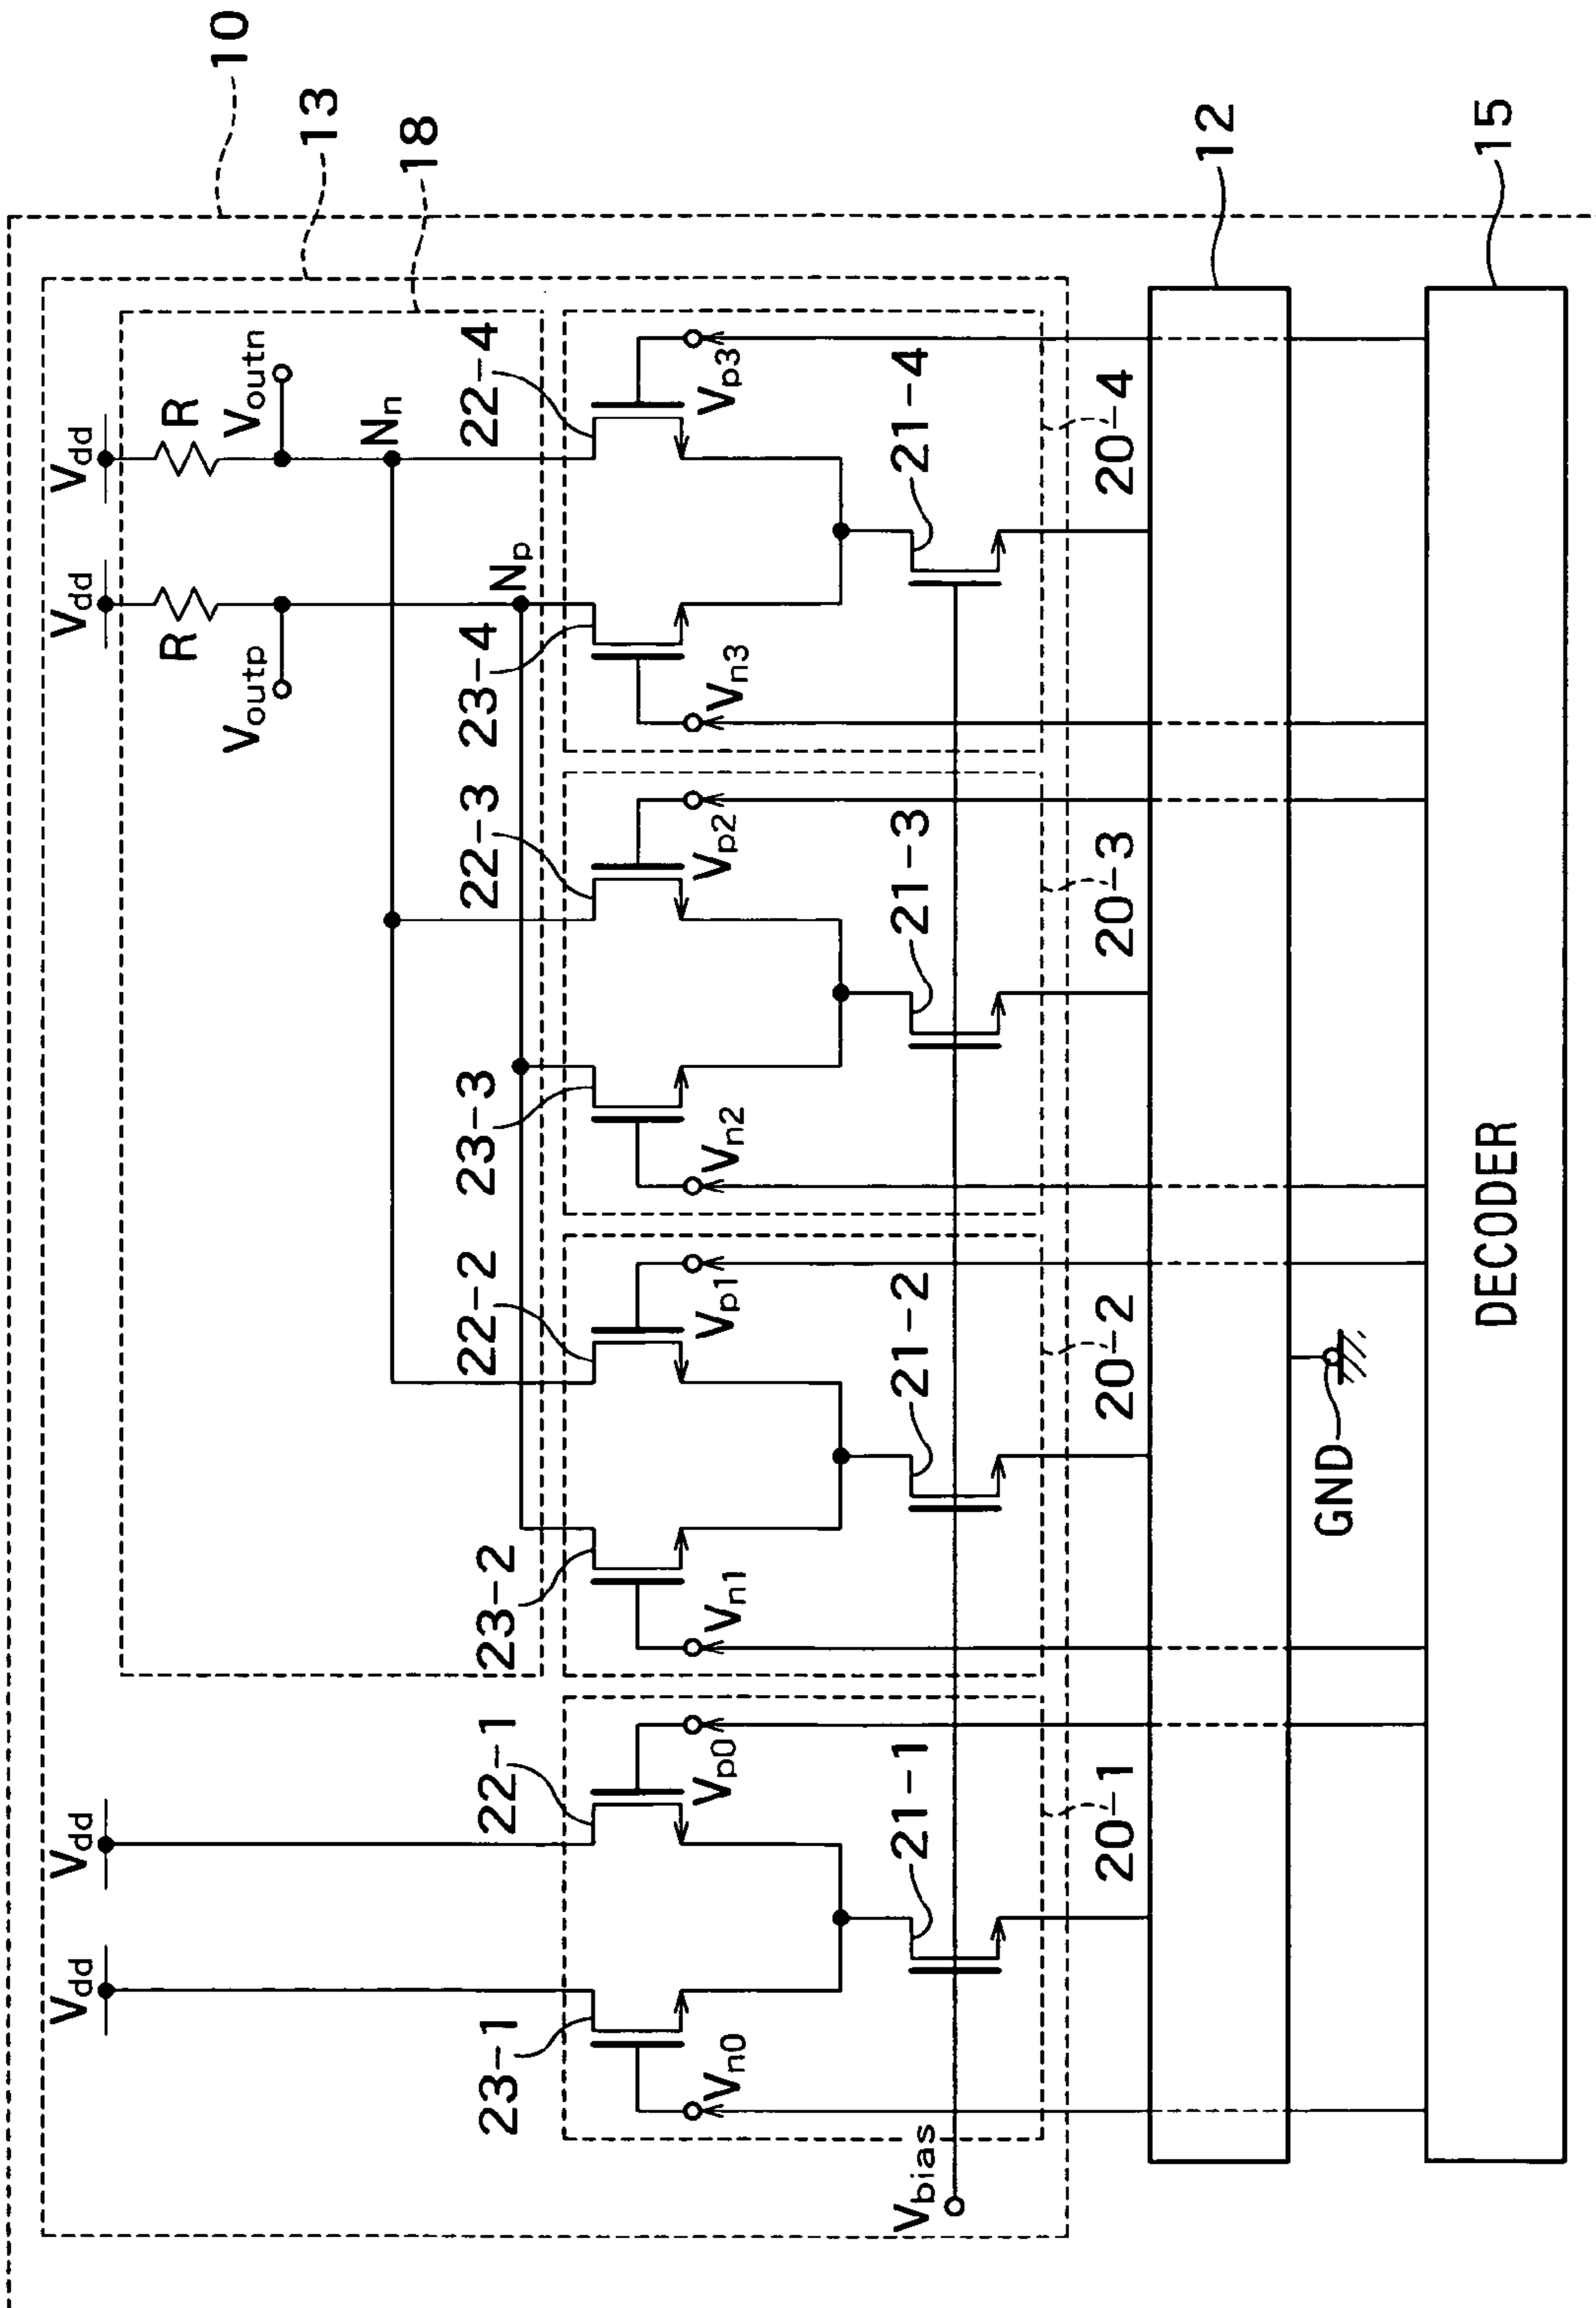 10
13
18
Vdd
Vdd
Vdd
Vdd
R
R
Voutp
Voutn
Nn
Np
23-1
22-1
23-2
22-2
23-3
22-3
23-4
22-4
Vn0
Vp0
Vn1
Vp1
Vn2
Vp2
Vn3
Vp3
21-1
21-2
21-3
21-4
Vbias
20-1
20-2
20-3
20-4
12
GND
DECODER
15